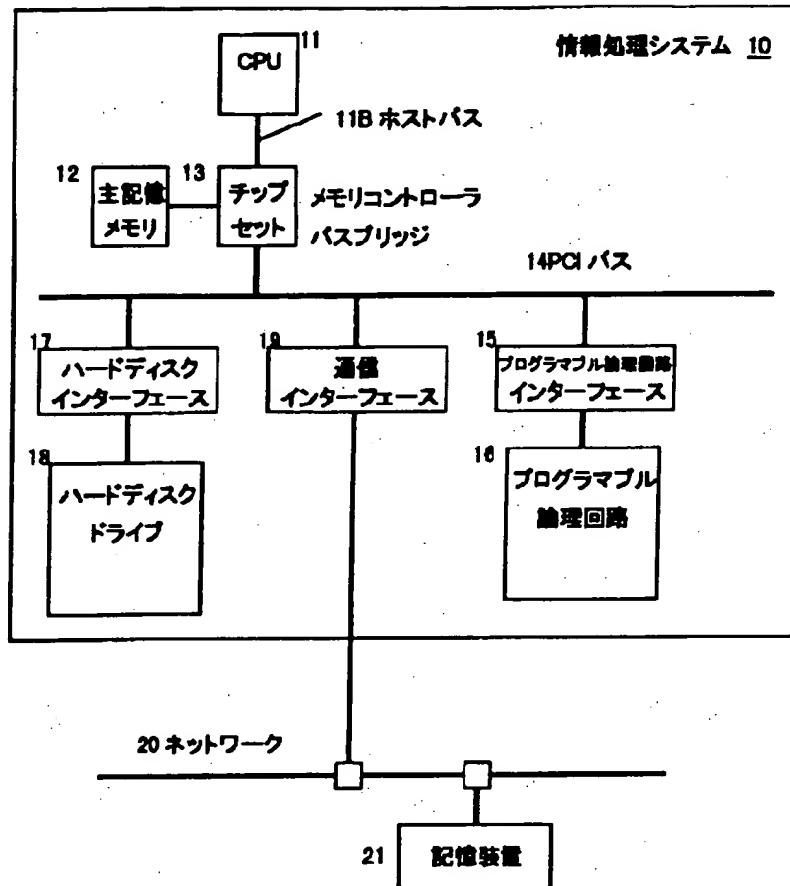 情報処理システム 10
11
CPU
11B ホストバス
12
主記憶
メモリ
13
チップ
セット
メモリコントローラ
バスブリッジ
14PCI バス
17
ハードディスク
インターフェース
19
通信
インターフェース
15
プログラマブル論理回路
インターフェース
18
ハードディスク
ドライブ
16
プログラマブル
論理回路
20 ネットワーク
21
記憶装置